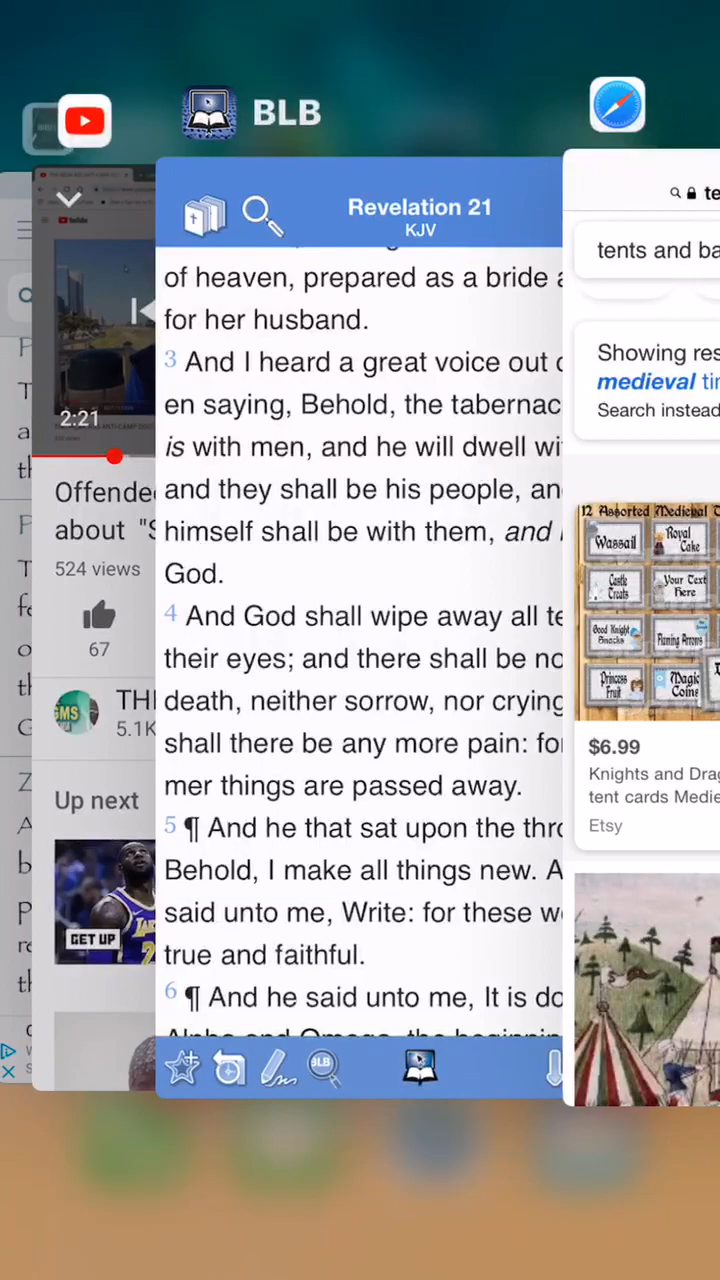 BLB
Revelation 21
KJV
of heaven, prepared as a bride
for her husband.
3 And I heard a great voice out
en saying, Behold, the tabernac
is with men, and he will dwell wi
and they shall be his people, an
himself shall be with them, and
God.
4 And God shall wipe away all te
their eyes; and there shall be no
death, neither sorrow, nor crying
shall there be any more pain: fo
mer things are passed away.
5 ¶ And he that sat upon the thr
Behold, I make all things new. A
said unto me, Write: for these w
true and faithful.
6 ¶ And he said unto me, It is do
BLB
YouTube
2:21
Offende
about "S
524 views
67
TH
GMS
5.1K
Up next
GET UP
te
tents and ba
Showing res
medieval ti
Search instead
12 Assorted Medieval T
Wassail
Royal Cake
Castle Treats
Your Text Here
Good Knight Snacks
Flaming Arrows
Princess Fruit
Magic Coins
$6.99
Knights and Drag
tent cards Medie
Etsy